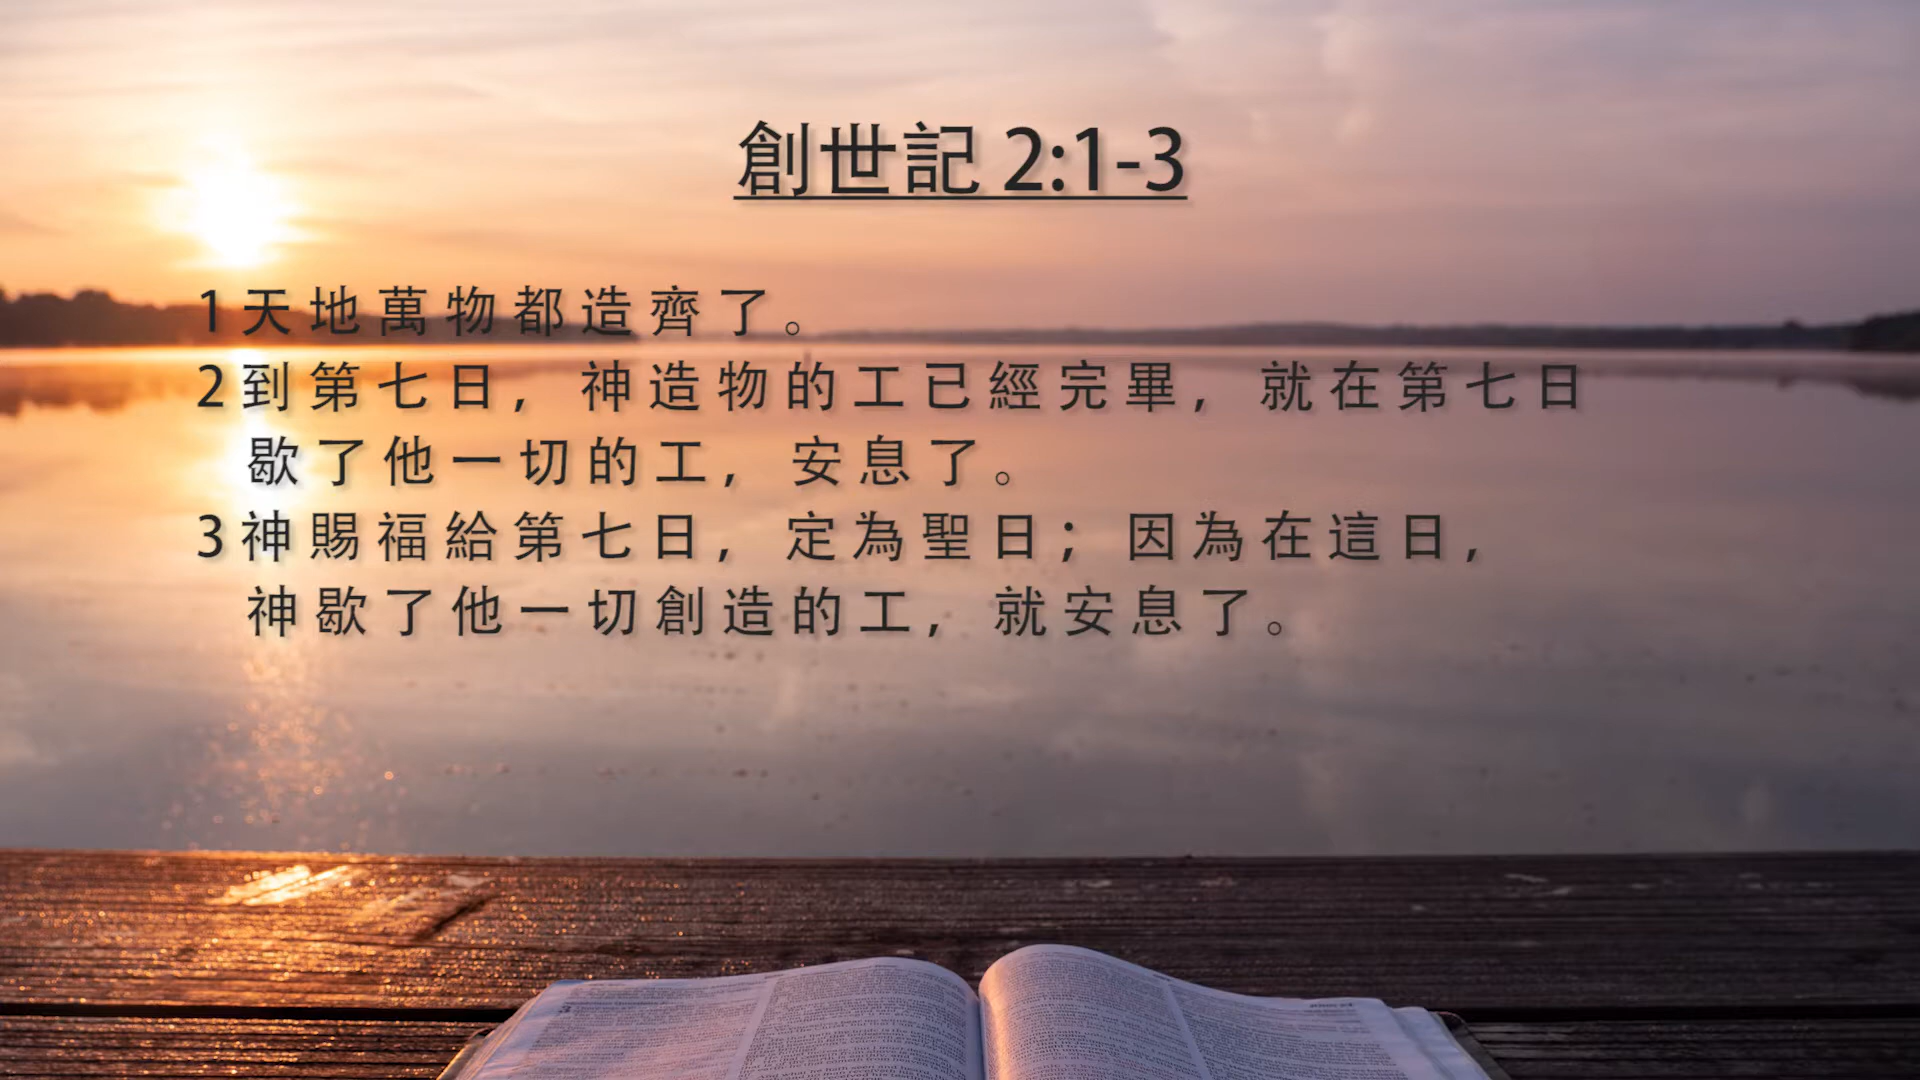 創世記 2:1-3
1天地萬物都造齊了。
2到第七日，神造物的工已經完畢，就在第七日
歇了他一切的工，安息了。
3神賜福給第七日，定為聖日；因為在這日，
神歇了他一切創造的工，就安息了。